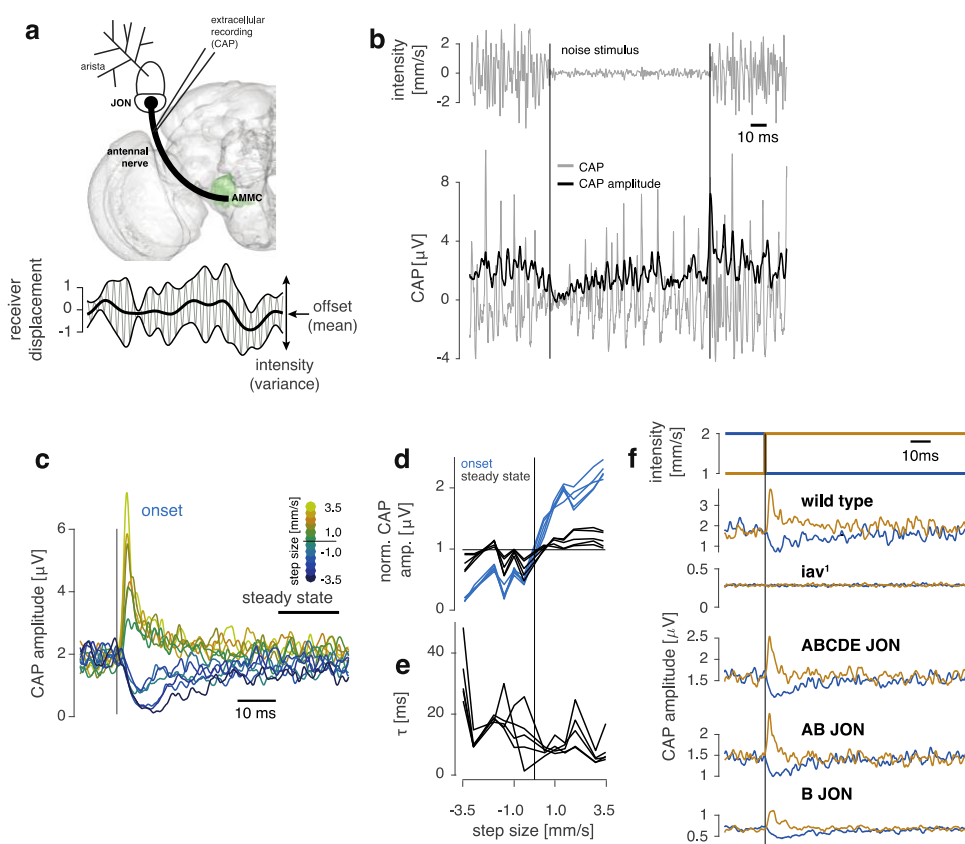 a
extracellular
recording
(CAP)
arista
JON
antennal
nerve
AMMC
receiver
displacement
1
0
-1
offset
(mean)
intensity
(variance)
b
intensity
[mm/s]
2
0
-2
noise stimulus
10 ms
CAP
CAP amplitude
CAP [µV]
8
4
0
-4
c
onset
CAP amplitude [µV]
6
4
2
0
step size [mm/s]
3.5
1.0
-1.0
-3.5
steady state
10 ms
d
onset
steady state
norm. CAP
amp. [µV]
2
1
0
e
τ [ms]
40
20
0
-3.5 -1.0 1.0 3.5
step size [mm/s]
f
intensity
[mm/s]
2
1
10ms
wild type
2
1
iav¹
0.5
0
CAP amplitude [µV]
ABCDE JON
2.5
2
1.5
1
AB JON
2
1.5
1
B JON
1
0.5